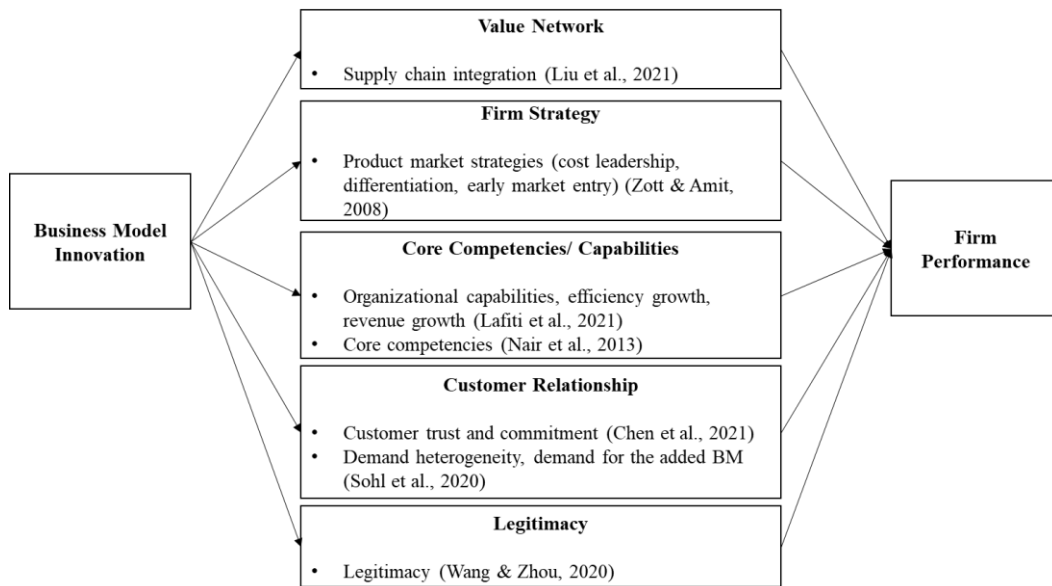 Value Network
• Supply chain integration (Liu et al., 2021)
Firm Strategy
• Product market strategies (cost leadership,
differentiation, early market entry) (Zott & Amit,
2008)
Business Model
Innovation
Core Competencies/ Capabilities
• Organizational capabilities, efficiency growth,
revenue growth (Lafiti et al., 2021)
• Core competencies (Nair et al., 2013)
Firm
Performance
Customer Relationship
• Customer trust and commitment (Chen et al., 2021)
• Demand heterogeneity, demand for the added BM
(Sohl et al., 2020)
Legitimacy
• Legitimacy (Wang & Zhou, 2020)